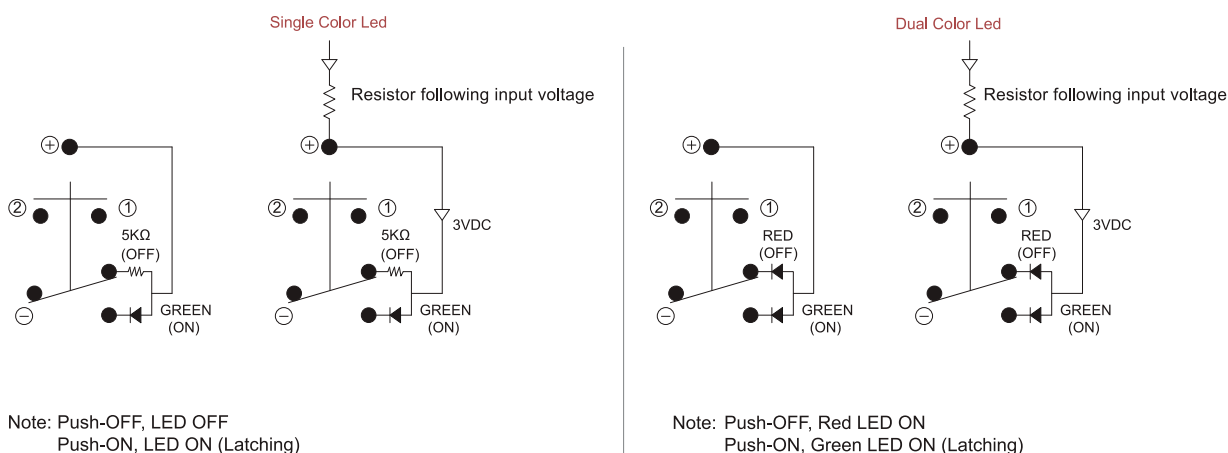 Single Color Led
Resistor following input voltage
+
+
② ①
5KΩ
(OFF)
−
GREEN
(ON)
② ①
3VDC
5KΩ
(OFF)
−
GREEN
(ON)
Note: Push-OFF, LED OFF
Push-ON, LED ON (Latching)
Dual Color Led
Resistor following input voltage
+
+
② ①
RED
(OFF)
−
GREEN
(ON)
② ①
3VDC
RED
(OFF)
−
GREEN
(ON)
Note: Push-OFF, Red LED ON
Push-ON, Green LED ON (Latching)